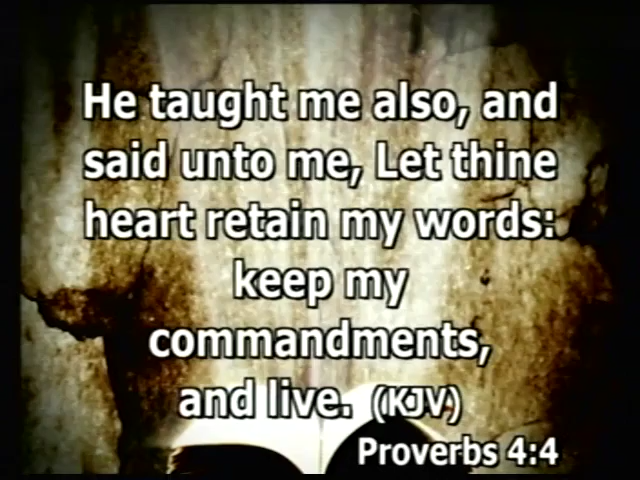 He taught me also, and
said unto me, Let thine
heart retain my words:
keep my
commandments,
and live. (KJV)
Proverbs 4:4